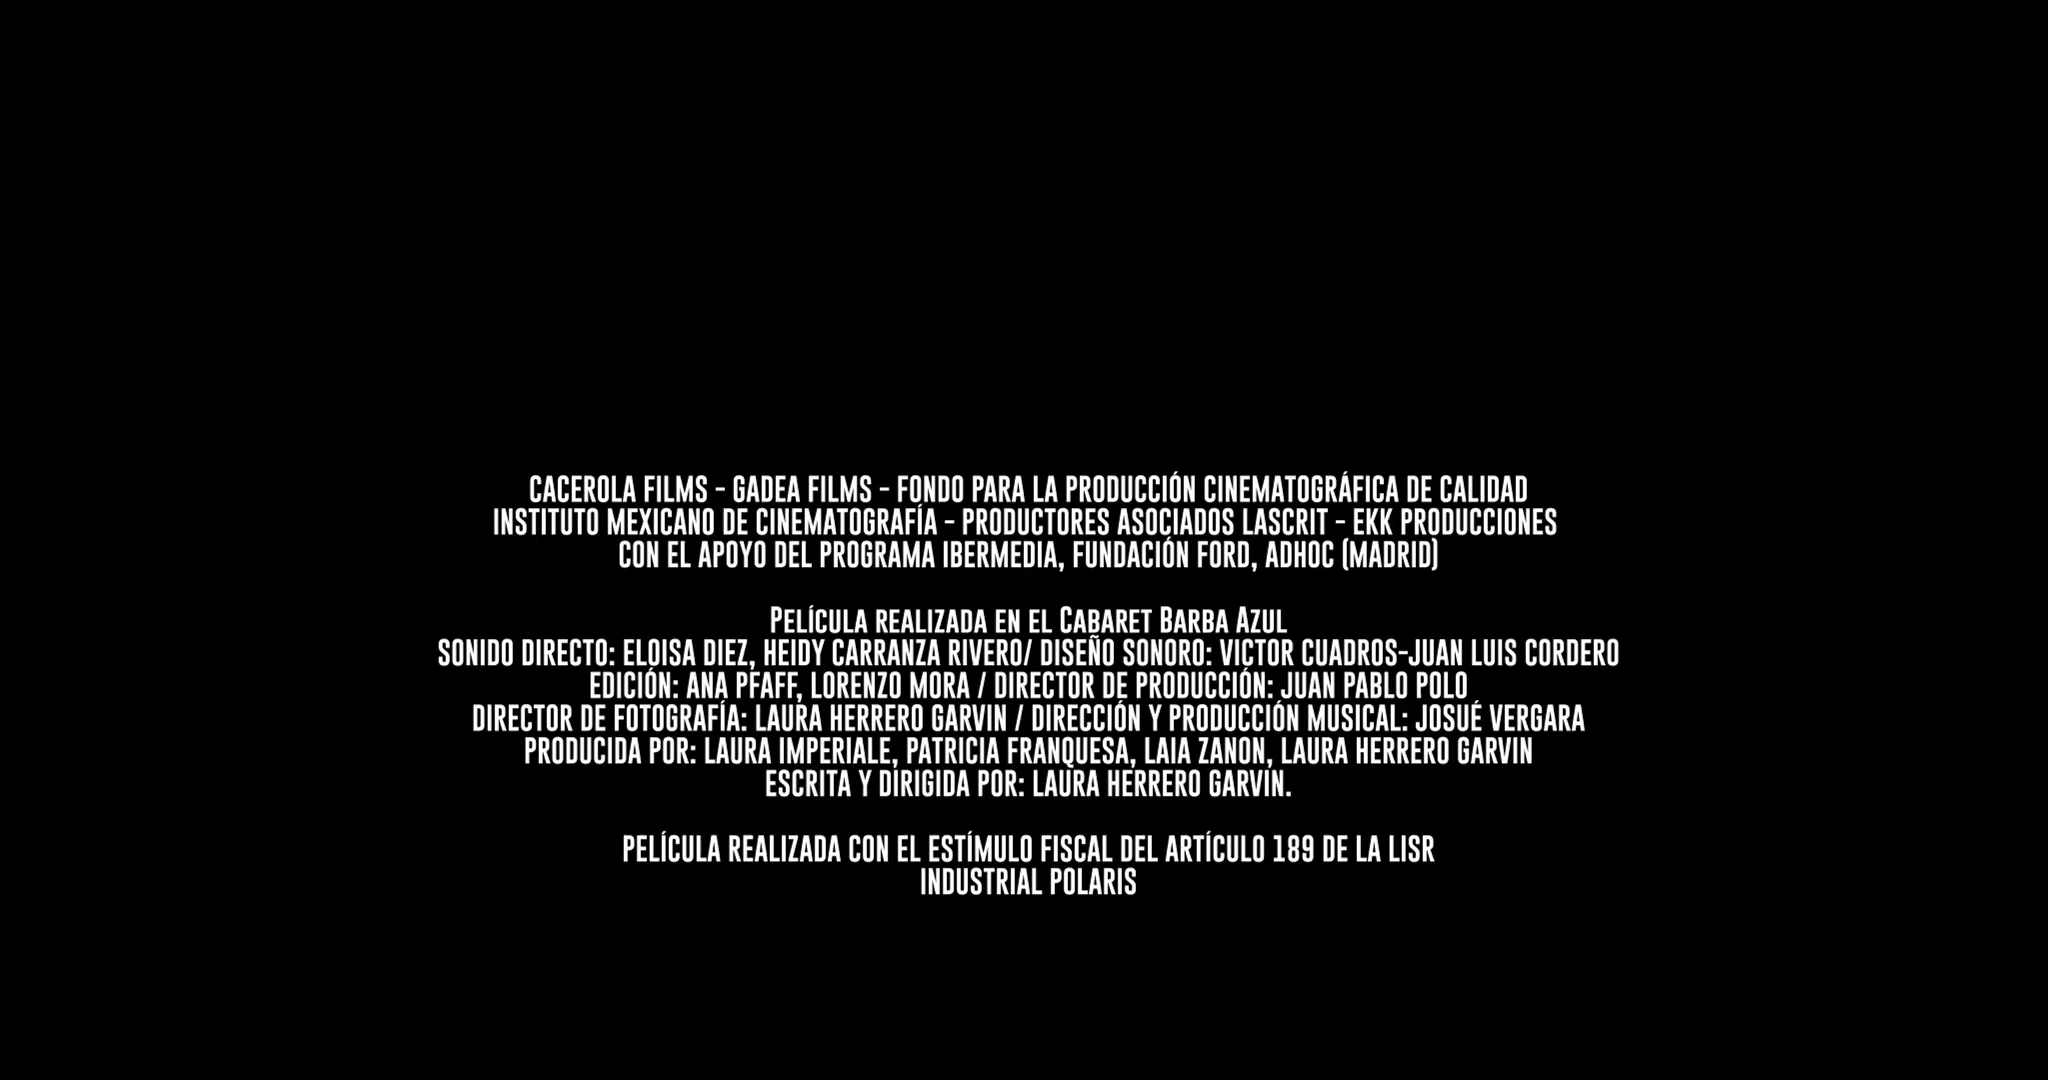 CACEROLA FILMS - GADEA FILMS - FONDO PARA LA PRODUCCIÓN CINEMATOGRÁFICA DE CALIDAD
INSTITUTO MEXICANO DE CINEMATOGRAFÍA - PRODUCTORES ASOCIADOS LASCRIT - EKK PRODUCCIONES
CON EL APOYO DEL PROGRAMA IBERMEDIA, FUNDACIÓN FORD, ADHOC (MADRID)
PELÍCULA REALIZADA EN EL CABARET BARBA AZUL
SONIDO DIRECTO: ELOISA DIEZ, HEIDY CARRANZA RIVERO/ DISEÑO SONORO: VICTOR CUADROS-JUAN LUIS CORDERO
EDICIÓN: ANA PFAFF, LORENZO MORA / DIRECTOR DE PRODUCCIÓN: JUAN PABLO POLO
DIRECTOR DE FOTOGRAFÍA: LAURA HERRERO GARVIN / DIRECCIÓN Y PRODUCCIÓN MUSICAL: JOSUÉ VERGARA
PRODUCIDA POR: LAURA IMPERIALE, PATRICIA FRANQUESA, LAIA ZANON, LAURA HERRERO GARVIN
ESCRITA Y DIRIGIDA POR: LAURA HERRERO GARVIN.
PELÍCULA REALIZADA CON EL ESTÍMULO FISCAL DEL ARTÍCULO 189 DE LA LISR
INDUSTRIAL POLARIS